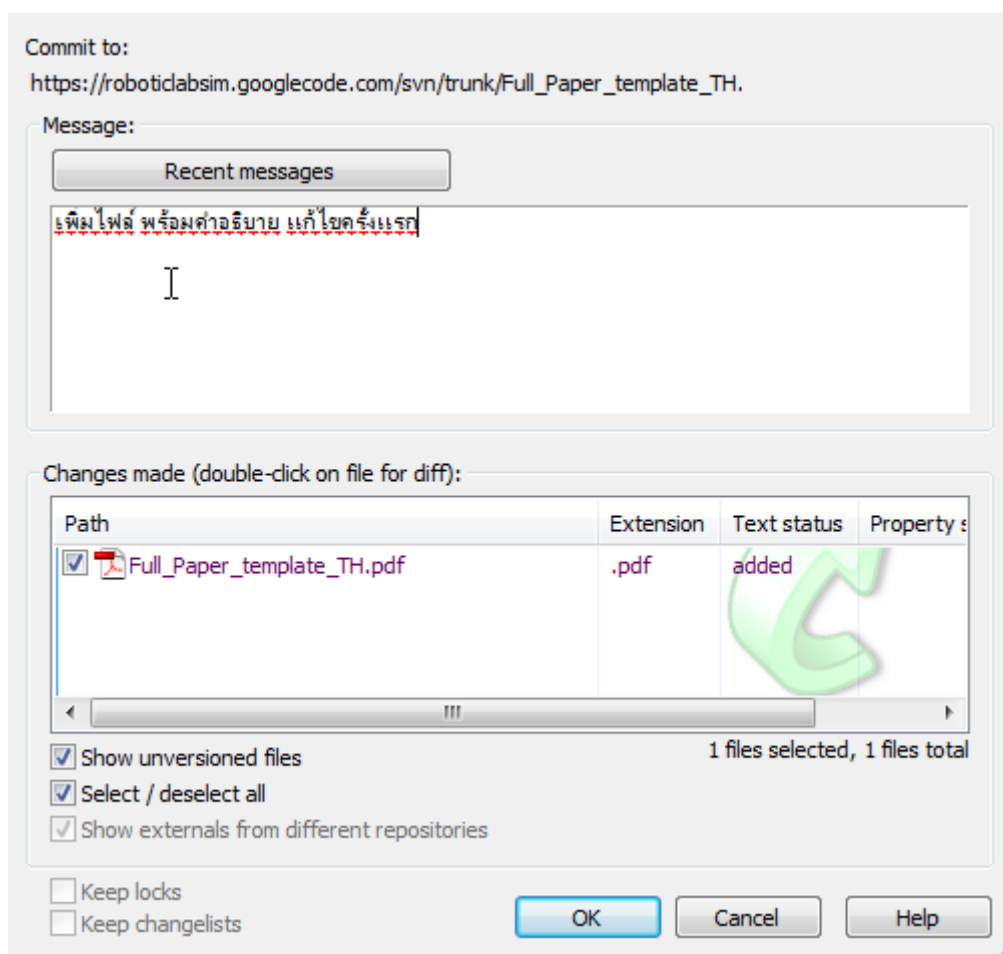 Commit to:
https://roboticlabsim.googlecode.com/svn/trunk/Full_Paper_template_TH.
Message:
Recent messages
เพิ่มไฟล์ พร้อมคำอธิบาย แก้ไขครั้งแรก
Changes made (double-click on file for diff):
Path Extension Text status Property s
Full_Paper_template_TH.pdf .pdf added
1 files selected, 1 files total
Show unversioned files
Select / deselect all
Show externals from different repositories
Keep locks
Keep changelists
OK Cancel Help